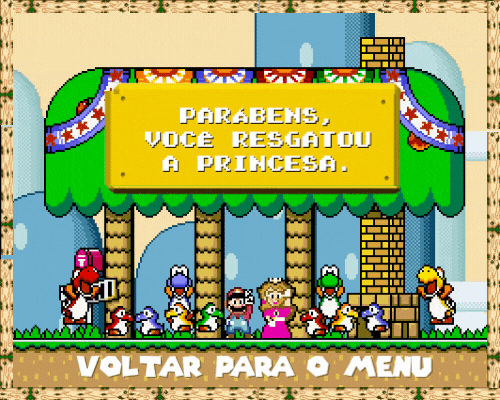 PARABENS,
VOCÊ RESGATOU
A PRINCESA.
VOLTAR PARA O MENU